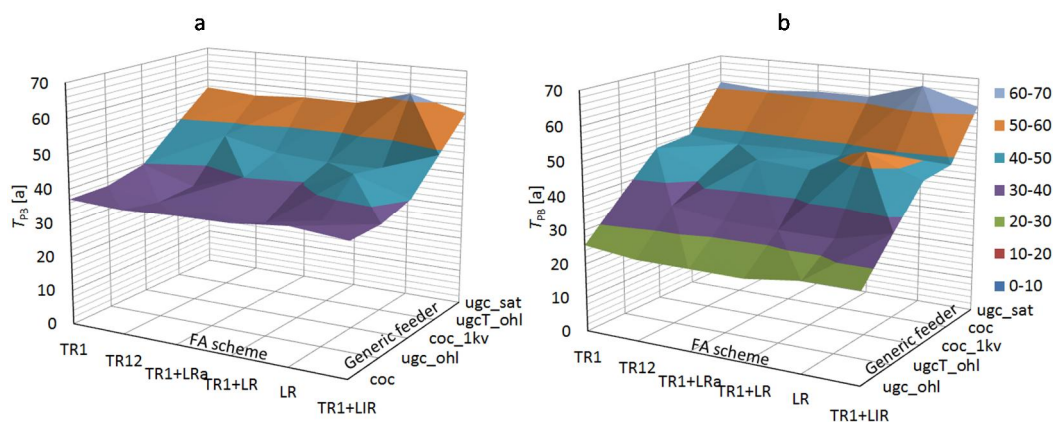 a
70
60
50
40
30
20
10
0
T_PB [a]
TR1
TR12
TR1+LRa
TR1+LR
LR
TR1+LIR
FA scheme
Generic feeder
ugc_sat
ugcT_ohl
coc_1kv
ugc_ohl
coc
b
70
60
50
40
30
20
10
0
T_PB [a]
TR1
TR12
TR1+LRa
TR1+LR
LR
TR1+LIR
FA scheme
Generic feeder
ugc_sat
coc
coc_1kv
ugcT_ohl
ugc_ohl
60-70
50-60
40-50
30-40
20-30
10-20
0-10